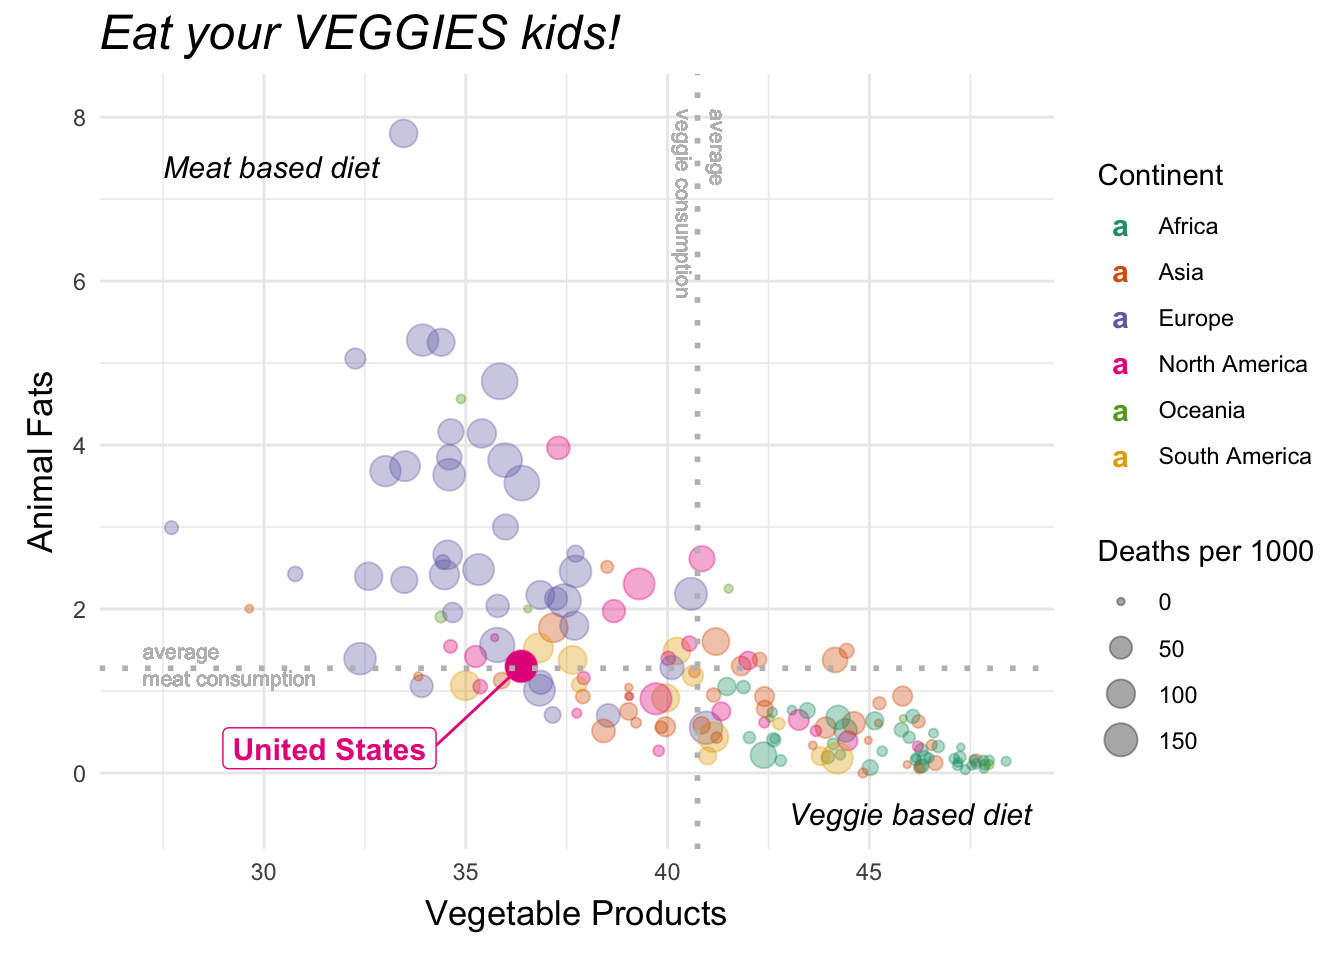 Eat your VEGGIES kids!
8
6
4
2
0
Animal Fats
Meat based diet
average
veggie consumption
average
meat consumption
United States
Veggie based diet
30
35
40
45
Vegetable Products
Continent
a Africa
a Asia
a Europe
a North America
a Oceania
a South America
Deaths per 1000
0
50
100
150